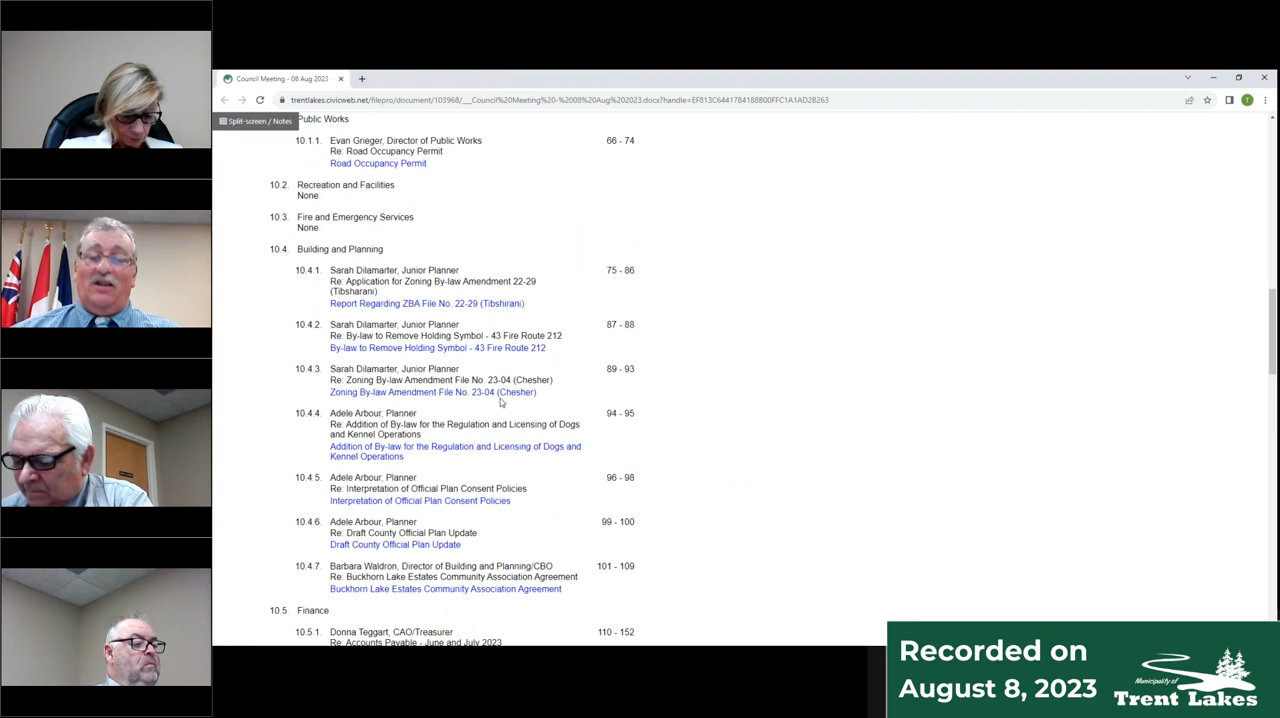 Council Meeting - 08 Aug 2023
trentlakes.civicweb.net/filepro/document/103968/___Council%20Meeting%20-%2008%20Aug%202023.docx?handle=EF813C6441784188B00FFC1A1AD2B263
Split-screen / Notes
Public Works
10.1.1. Evan Grieger, Director of Public Works 66 - 74
Re: Road Occupancy Permit
Road Occupancy Permit
10.2. Recreation and Facilities
None.
10.3. Fire and Emergency Services
None.
10.4. Building and Planning
10.4.1. Sarah Dilamarter, Junior Planner 75 - 86
Re: Application for Zoning By-law Amendment 22-29
(Tibsharani)
Report Regarding ZBA File No. 22-29 (Tibshirani)
10.4.2. Sarah Dilamarter, Junior Planner 87 - 88
Re: By-law to Remove Holding Symbol - 43 Fire Route 212
By-law to Remove Holding Symbol - 43 Fire Route 212
10.4.3. Sarah Dilamarter, Junior Planner 89 - 93
Re: Zoning By-law Amendment File No. 23-04 (Chesher)
Zoning By-law Amendment File No. 23-04 (Chesher)
10.4.4. Adele Arbour, Planner 94 - 95
Re: Addition of By-law for the Regulation and Licensing of Dogs
and Kennel Operations
Addition of By-law for the Regulation and Licensing of Dogs and
Kennel Operations
10.4.5. Adele Arbour, Planner 96 - 98
Re: Interpretation of Official Plan Consent Policies
Interpretation of Official Plan Consent Policies
10.4.6. Adele Arbour, Planner 99 - 100
Re: Draft County Official Plan Update
Draft County Official Plan Update
10.4.7. Barbara Waldron, Director of Building and Planning/CBO 101 - 109
Re: Buckhorn Lake Estates Community Association Agreement
Buckhorn Lake Estates Community Association Agreement
10.5. Finance
10.5.1. Donna Teggart, CAO/Treasurer 110 - 152
Re: Accounts Payable - June and July 2023
Recorded on
August 8, 2023
Municipality of
Trent Lakes